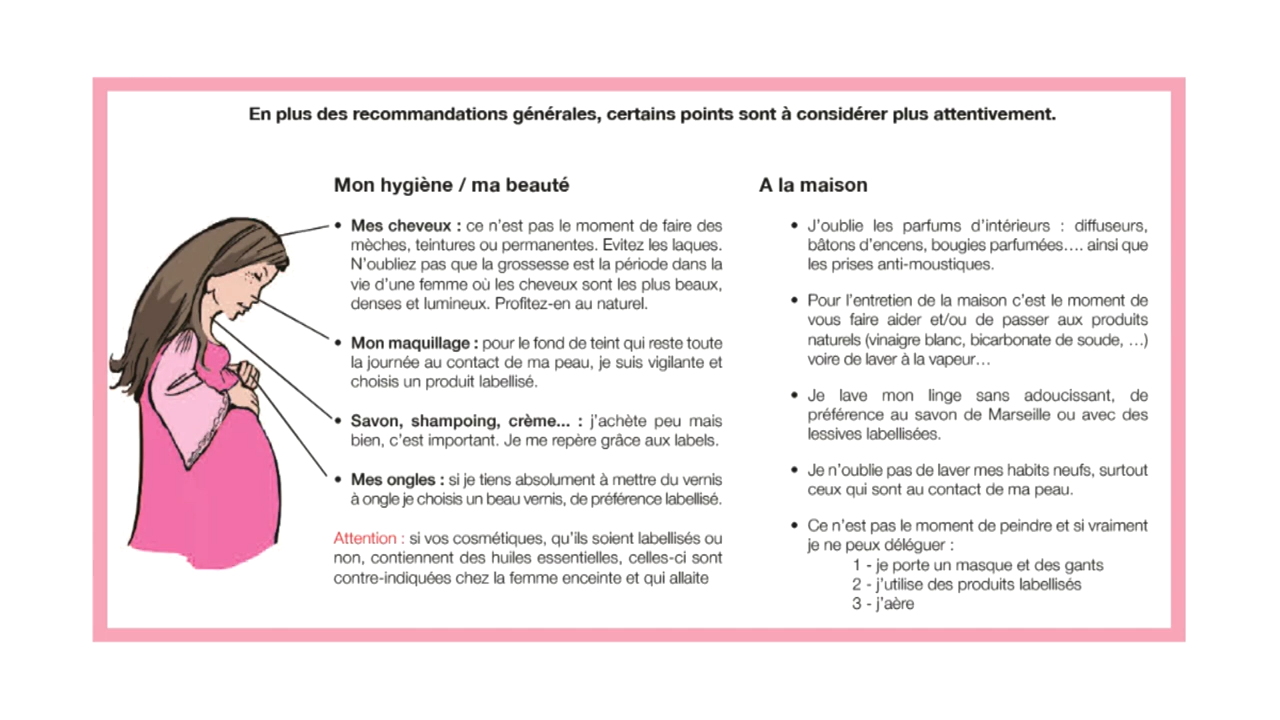 En plus des recommandations générales, certains points sont à considérer plus attentivement.
Mon hygiène / ma beauté
• Mes cheveux : ce n'est pas le moment de faire des
mèches, teintures ou permanentes. Evitez les laques.
N'oubliez pas que la grossesse est la période dans la
vie d'une femme où les cheveux sont les plus beaux,
denses et lumineux. Profitez-en au naturel.
• Mon maquillage : pour le fond de teint qui reste toute
la journée au contact de ma peau, je suis vigilante et
choisis un produit labellisé.
• Savon, shampoing, crème... : j'achète peu mais
bien, c'est important. Je me repère grâce aux labels.
• Mes ongles : si je tiens absolument à mettre du vernis
à ongle je choisis un beau vernis, de préférence labellisé.
Attention : si vos cosmétiques, qu'ils soient labellisés ou
non, contiennent des huiles essentielles, celles-ci sont
contre-indiquées chez la femme enceinte et qui allaite
A la maison
• J'oublie les parfums d'intérieurs : diffuseurs,
bâtons d'encens, bougies parfumées…. ainsi que
les prises anti-moustiques.
• Pour l'entretien de la maison c'est le moment de
vous faire aider et/ou de passer aux produits
naturels (vinaigre blanc, bicarbonate de soude, …)
voire de laver à la vapeur…
• Je lave mon linge sans adoucissant, de
préférence au savon de Marseille ou avec des
lessives labellisées.
• Je n'oublie pas de laver mes habits neufs, surtout
ceux qui sont au contact de ma peau.
• Ce n'est pas le moment de peindre et si vraiment
je ne peux déléguer :
1 - je porte un masque et des gants
2 - j'utilise des produits labellisés
3 - j'aère